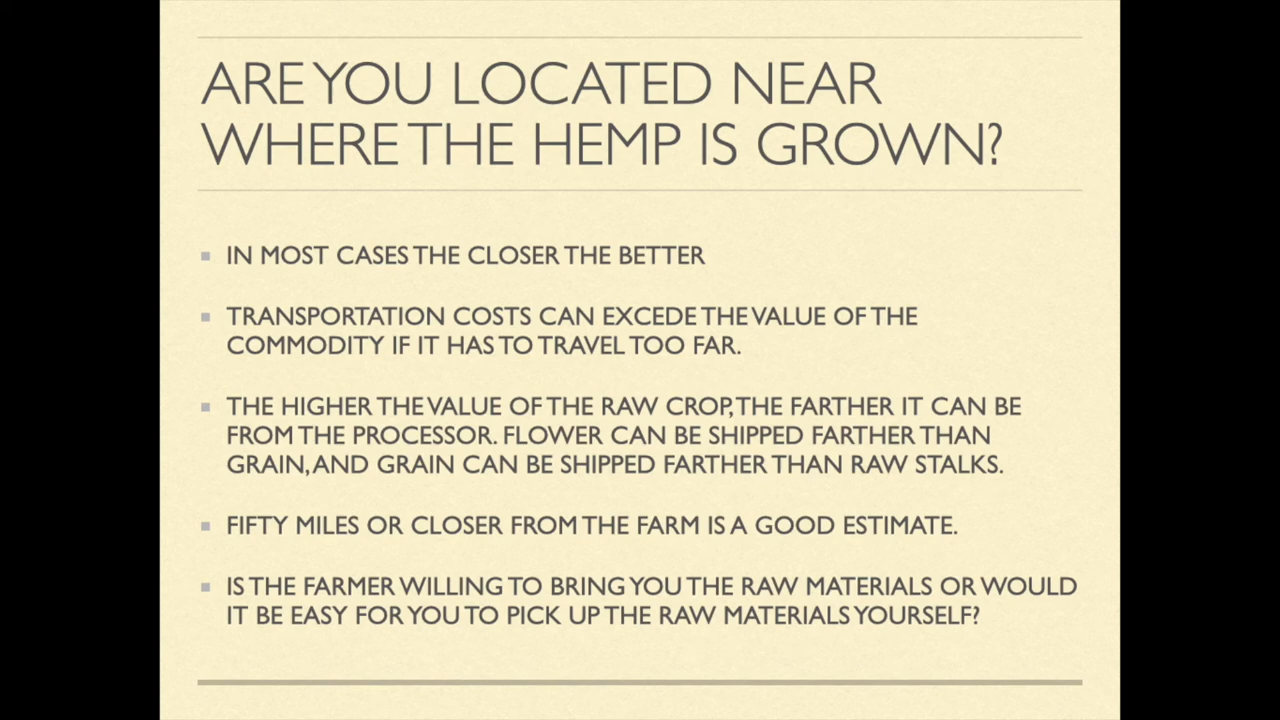 ARE YOU LOCATED NEAR
WHERE THE HEMP IS GROWN?
IN MOST CASES THE CLOSER THE BETTER
TRANSPORTATION COSTS CAN EXCEDE THE VALUE OF THE
COMMODITY IF IT HAS TO TRAVEL TOO FAR.
THE HIGHER THE VALUE OF THE RAW CROP, THE FARTHER IT CAN BE
FROM THE PROCESSOR. FLOWER CAN BE SHIPPED FARTHER THAN
GRAIN, AND GRAIN CAN BE SHIPPED FARTHER THAN RAW STALKS.
FIFTY MILES OR CLOSER FROM THE FARM IS A GOOD ESTIMATE.
IS THE FARMER WILLING TO BRING YOU THE RAW MATERIALS OR WOULD
IT BE EASY FOR YOU TO PICK UP THE RAW MATERIALS YOURSELF?